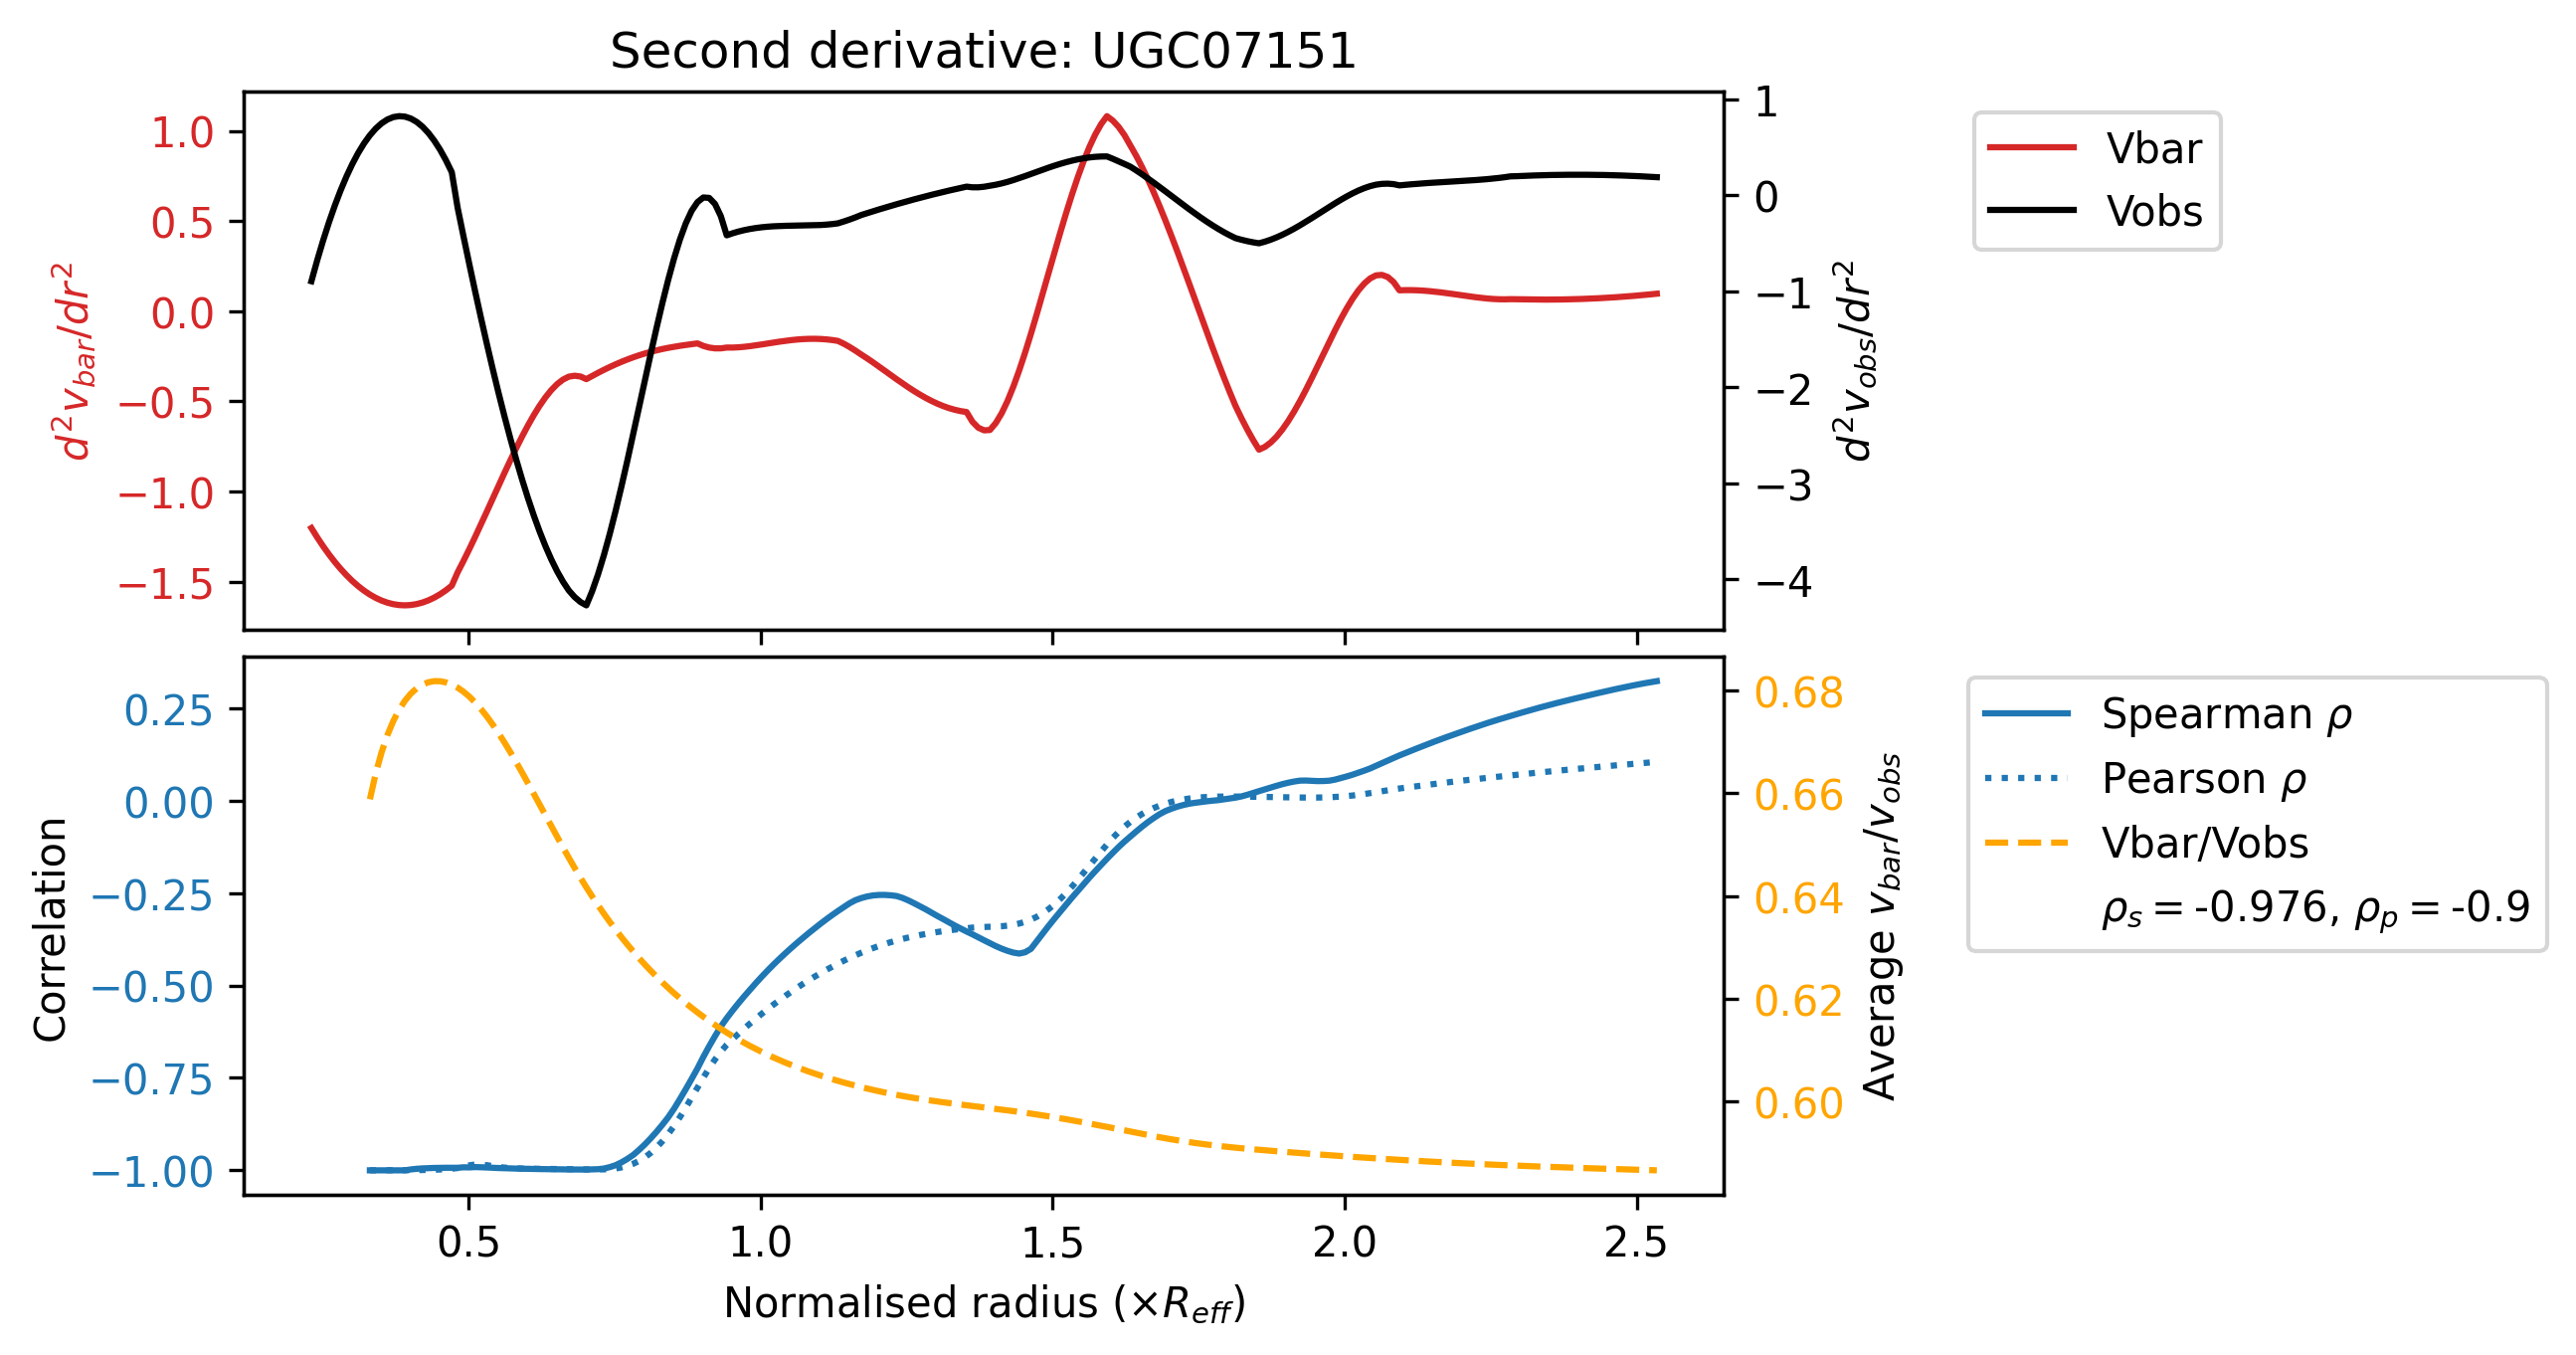 Second derivative: UGC07151
1.0
0.5
0.0
−0.5
−1.0
−1.5
d²v_bar/dr²
1
0
−1
−2
−3
−4
d²v_obs/dr²
Vbar
Vobs
0.25
0.00
−0.25
−0.50
−0.75
−1.00
Correlation
0.68
0.66
0.64
0.62
0.60
Average v_bar/v_obs
Spearman ρ
Pearson ρ
Vbar/Vobs
ρ_s = -0.976, ρ_p = -0.9
0.5 1.0 1.5 2.0 2.5
Normalised radius (×R_eff)